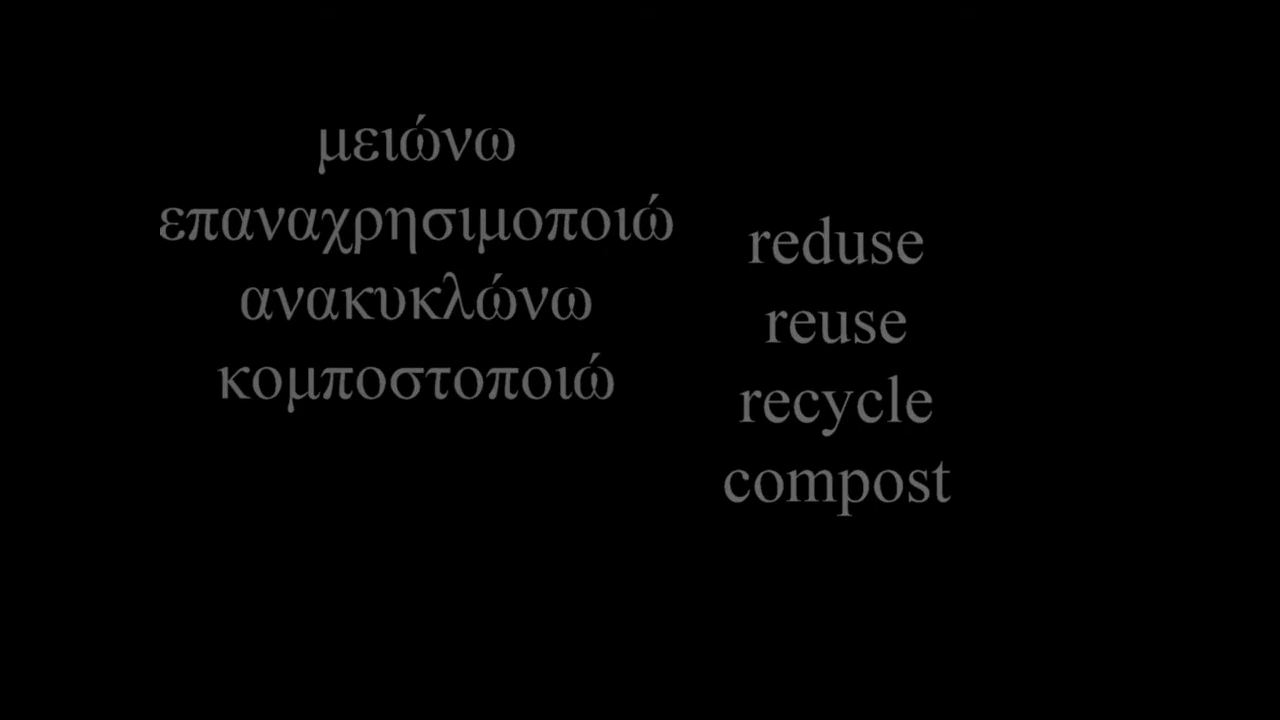 μειώνω
επαναχρησιμοποιώ
ανακυκλώνω
κομποστοποιώ
reduse
reuse
recycle
compost